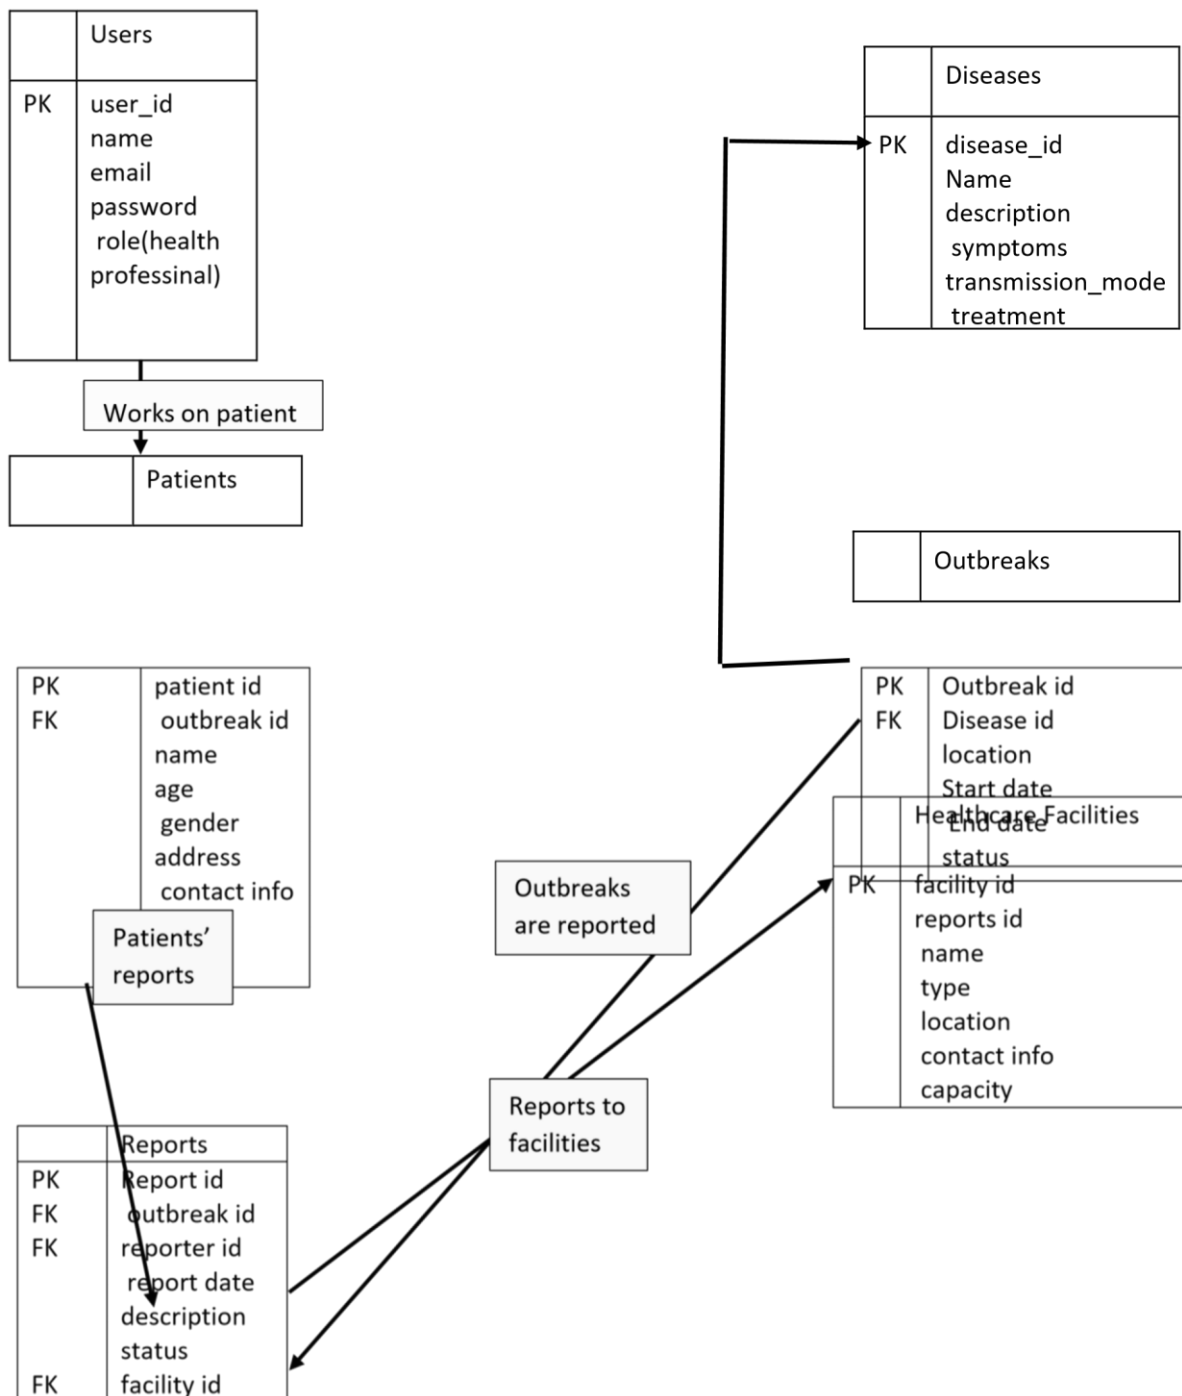 Users
PK user_id
name
email
password
role(health
professinal)
Works on patient
Patients
PK patient id
FK outbreak id
name
age
gender
address
contact info
Patients’
reports
Reports
PK Report id
FK outbreak id
FK reporter id
report date
description
status
FK facility id
Outbreaks
are reported
Reports to
facilities
Diseases
PK disease_id
Name
description
symptoms
transmission_mode
treatment
Outbreaks
PK Outbreak id
FK Disease id
location
Start date
End date
status
Healthcare Facilities
PK facility id
reports id
name
type
location
contact info
capacity